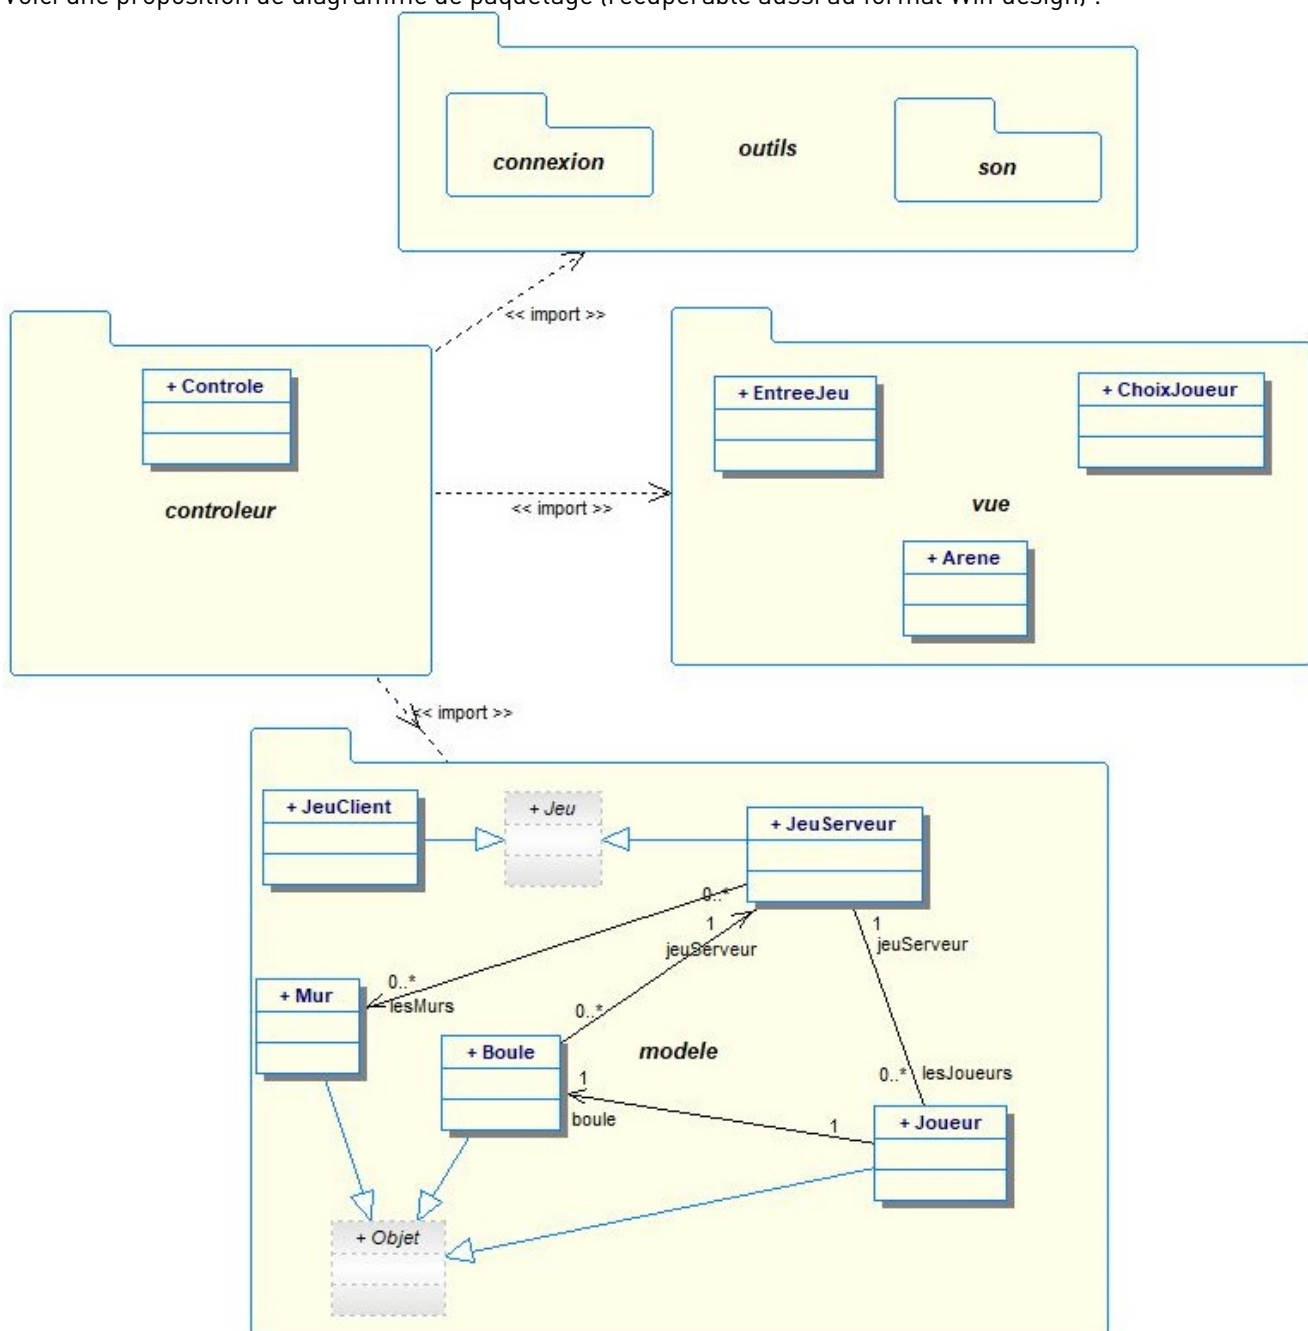 Voici une proposition de diagramme de paquetage (récupérable aussi au format Win'design) :
connexion
outils
son
<< import >>
+ Controle
controleur
<< import >>
+ EntreeJeu
+ ChoixJoueur
vue
+ Arene
<< import >>
+ JeuClient
+ Jeu
+ JeuServeur
0..*
1
jeuServeur
1
jeuServeur
0..*
lesMurs
+ Mur
0..*
+ Boule
modele
1
boule
1
0..*
lesJoueurs
+ Joueur
+ Objet